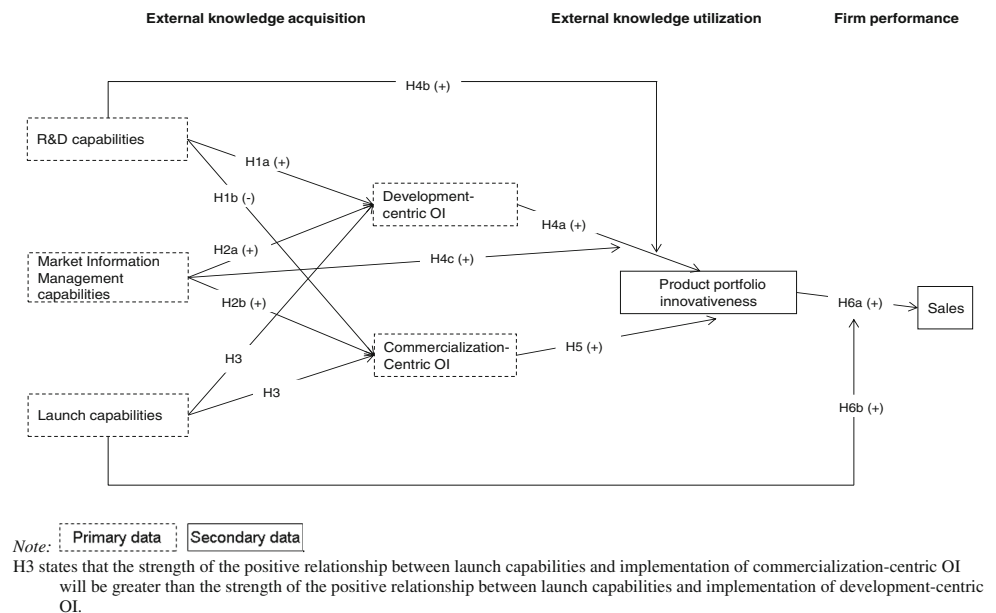 External knowledge acquisition
External knowledge utilization
Firm performance
H4b (+)
R&D capabilities
H1a (+)
H1b (-)
Development-
centric OI
H4a (+)
H2a (+)
H4c (+)
Market Information
Management
capabilities
Product portfolio
innovativeness
H2b (+)
H6a (+)
Sales
Commercialization-
Centric OI
H5 (+)
H3
H3
Launch capabilities
H6b (+)
Note: Primary data Secondary data
H3 states that the strength of the positive relationship between launch capabilities and implementation of commercialization-centric OI
will be greater than the strength of the positive relationship between launch capabilities and implementation of development-centric
OI.